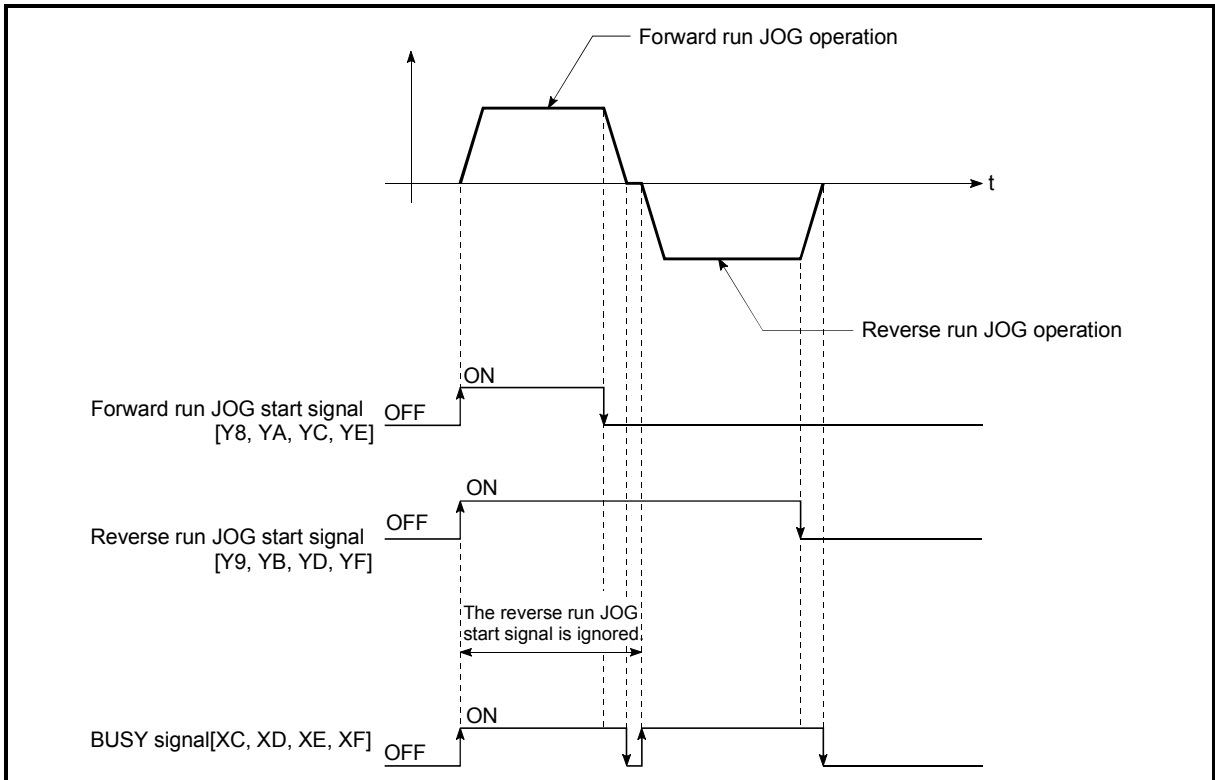 Forward run JOG operation
t
Reverse run JOG operation
ON
Forward run JOG start signal OFF
[Y8, YA, YC, YE]
ON
OFF
Reverse run JOG start signal
[Y9, YB, YD, YF]
The reverse run JOG
start signal is ignored.
ON
BUSY signal[XC, XD, XE, XF] OFF